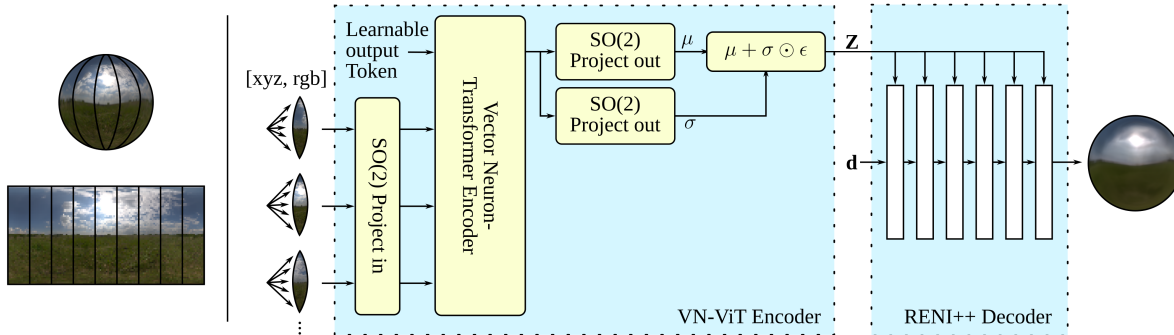 [xyz, rgb]
⋮
Learnable
output
Token
SO(2) Project in
Vector Neuron-
Transformer Encoder
SO(2)
Project out
μ
SO(2)
Project out
σ
μ + σ ⊙ ϵ
VN-ViT Encoder
Z
d
RENI++ Decoder